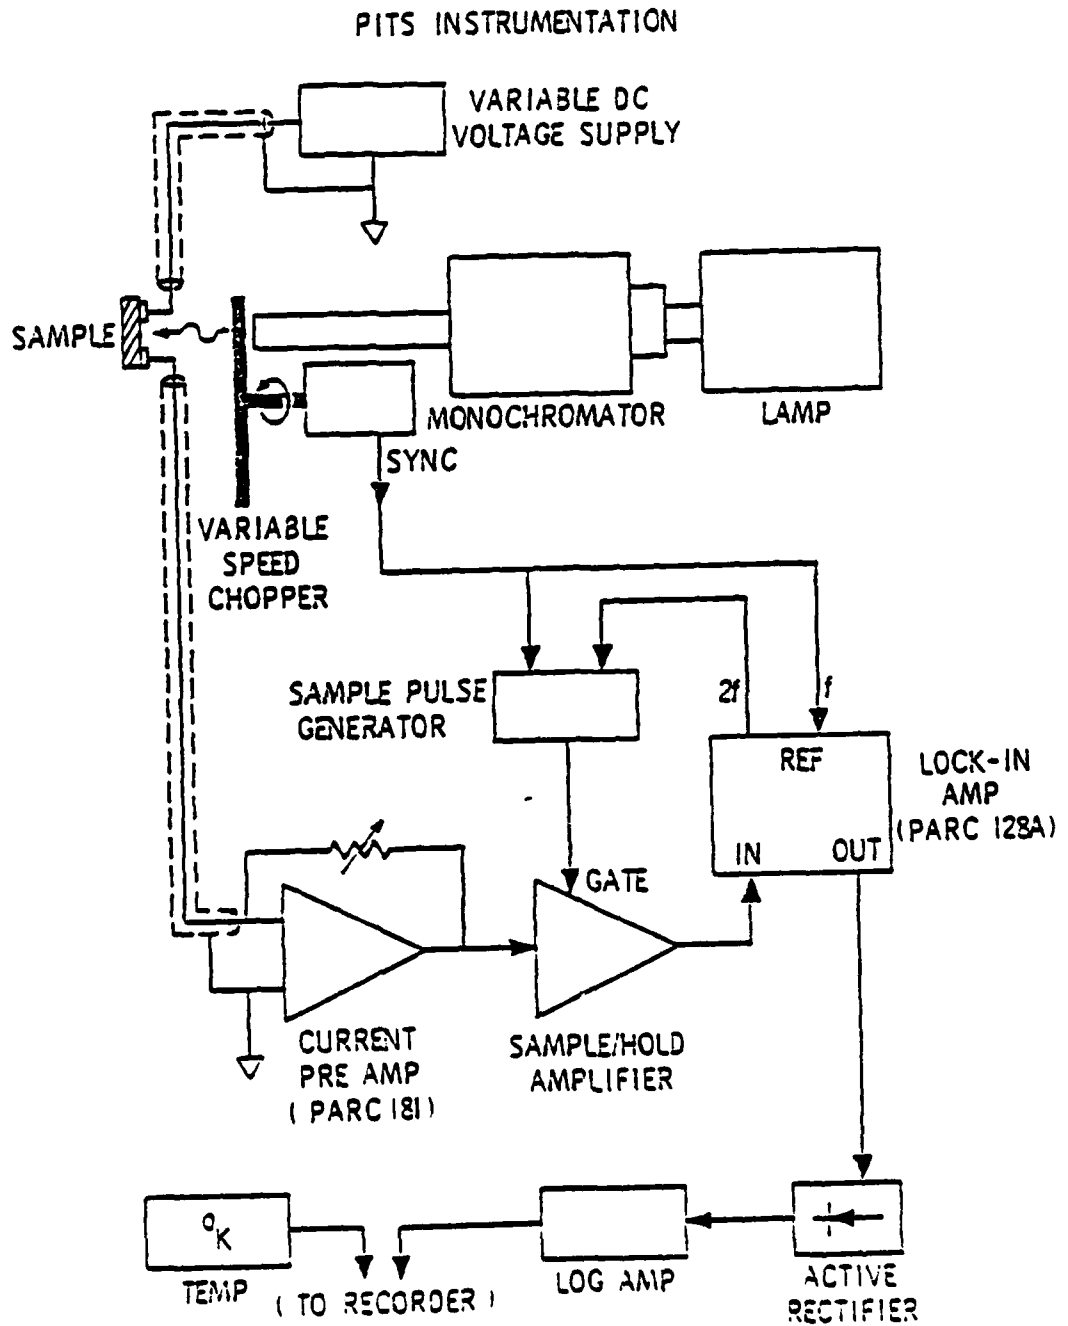 PITS INSTRUMENTATION
VARIABLE DC
VOLTAGE SUPPLY
SAMPLE
MONOCHROMATOR
LAMP
SYNC
VARIABLE
SPEED
CHOPPER
SAMPLE PULSE
GENERATOR
2f
f
REF
LOCK-IN
AMP
(PARC 128A)
IN
OUT
GATE
CURRENT
PRE AMP
(PARC 181)
SAMPLE/HOLD
AMPLIFIER
°K
TEMP
(TO RECORDER)
LOG AMP
ACTIVE
RECTIFIER